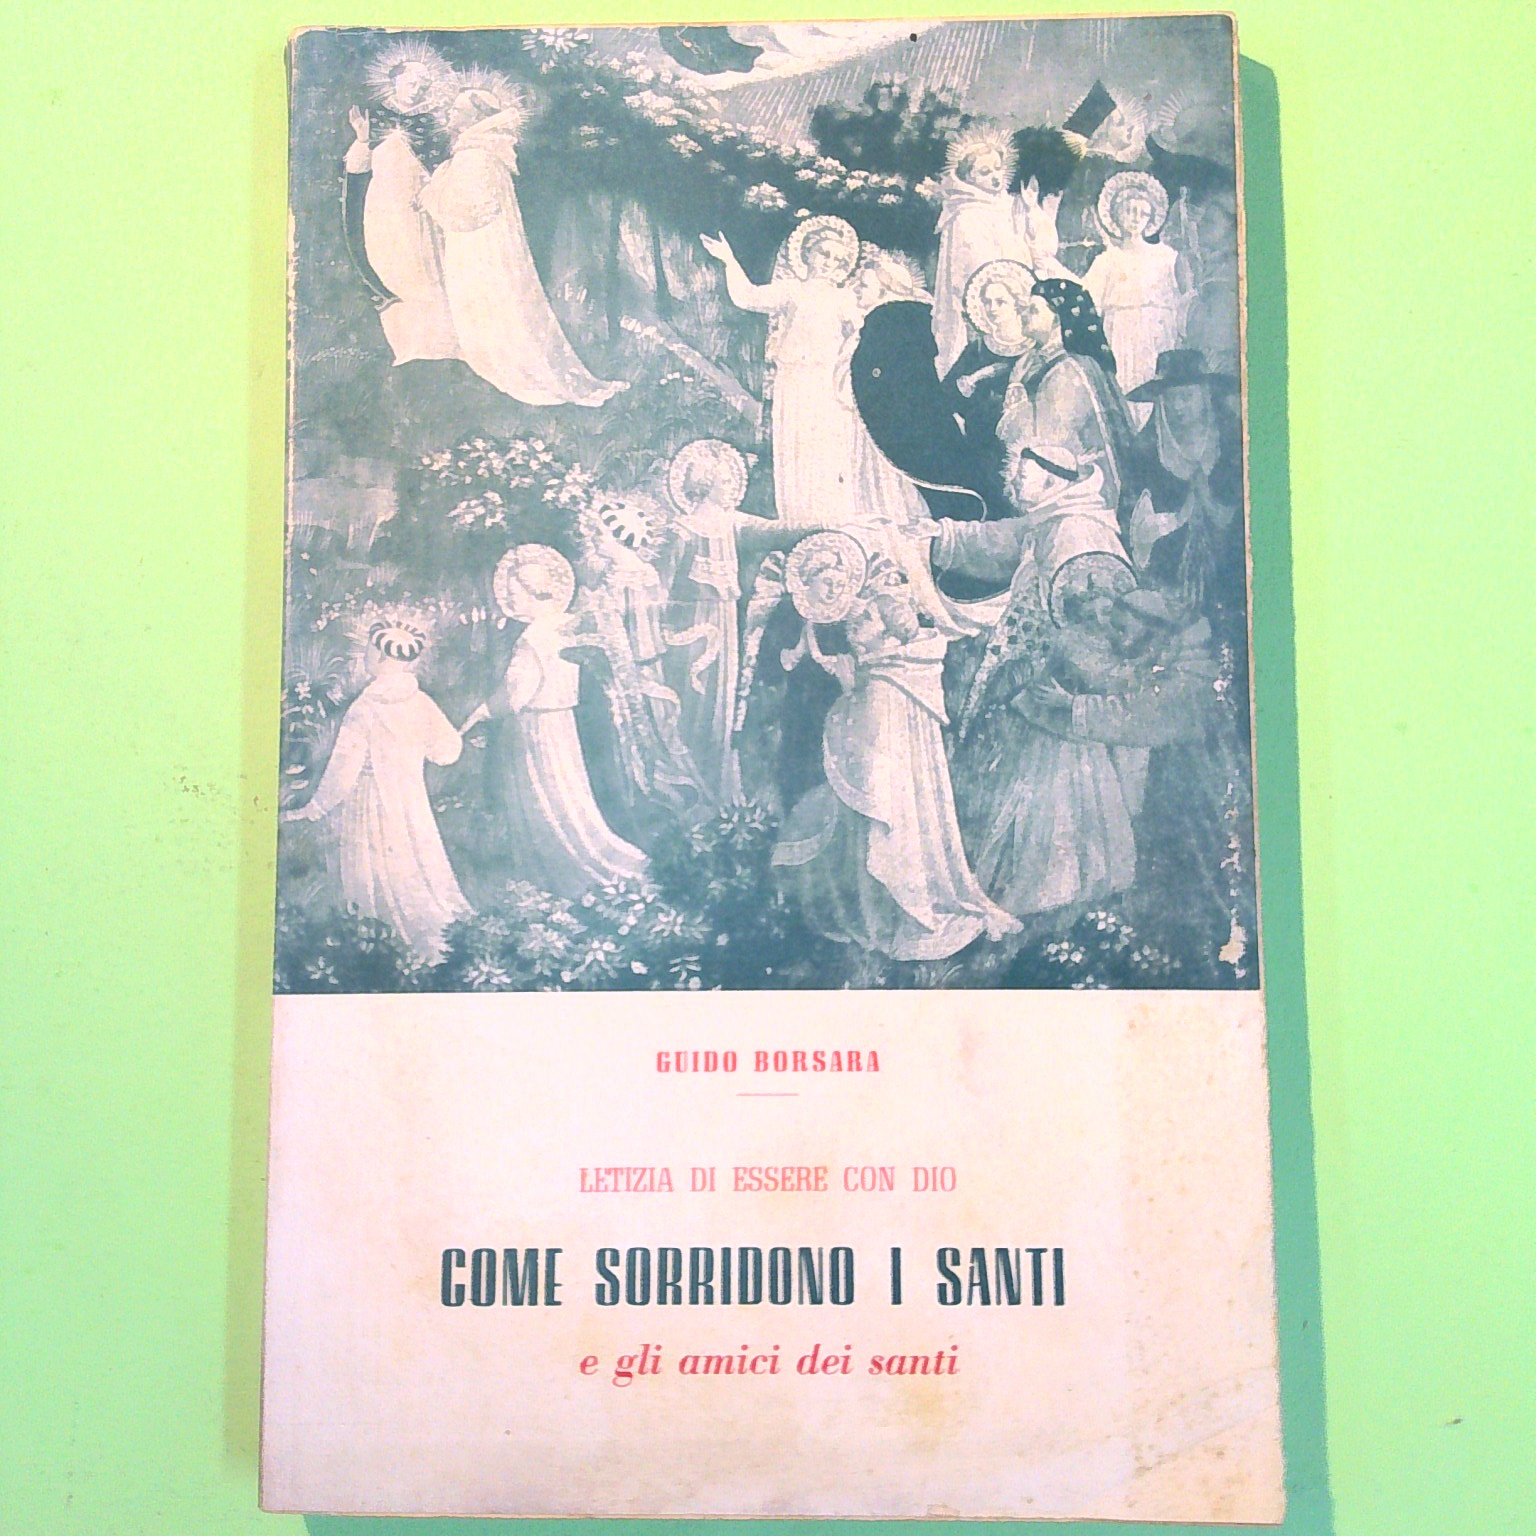 GUIDO BORSARA
LETIZIA DI ESSERE CON DIO
COME SORRIDONO I SANTI
e gli amici dei santi